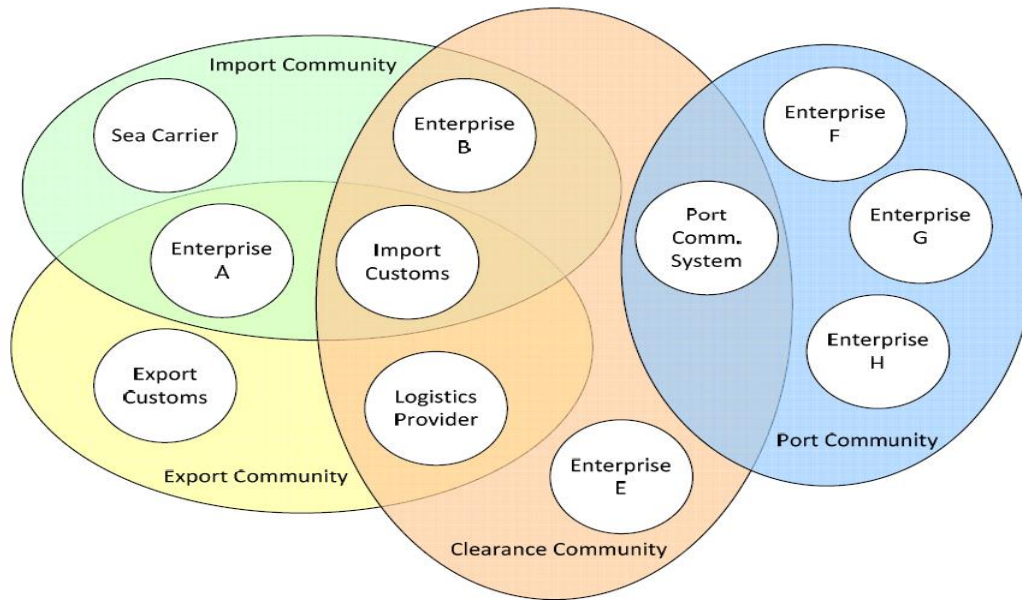 Import Community
Sea Carrier
Enterprise
B
Enterprise
A
Import
Customs
Export
Customs
Logistics
Provider
Export Community
Enterprise
E
Clearance Community
Port
Comm.
System
Enterprise
F
Enterprise
G
Enterprise
H
Port Community